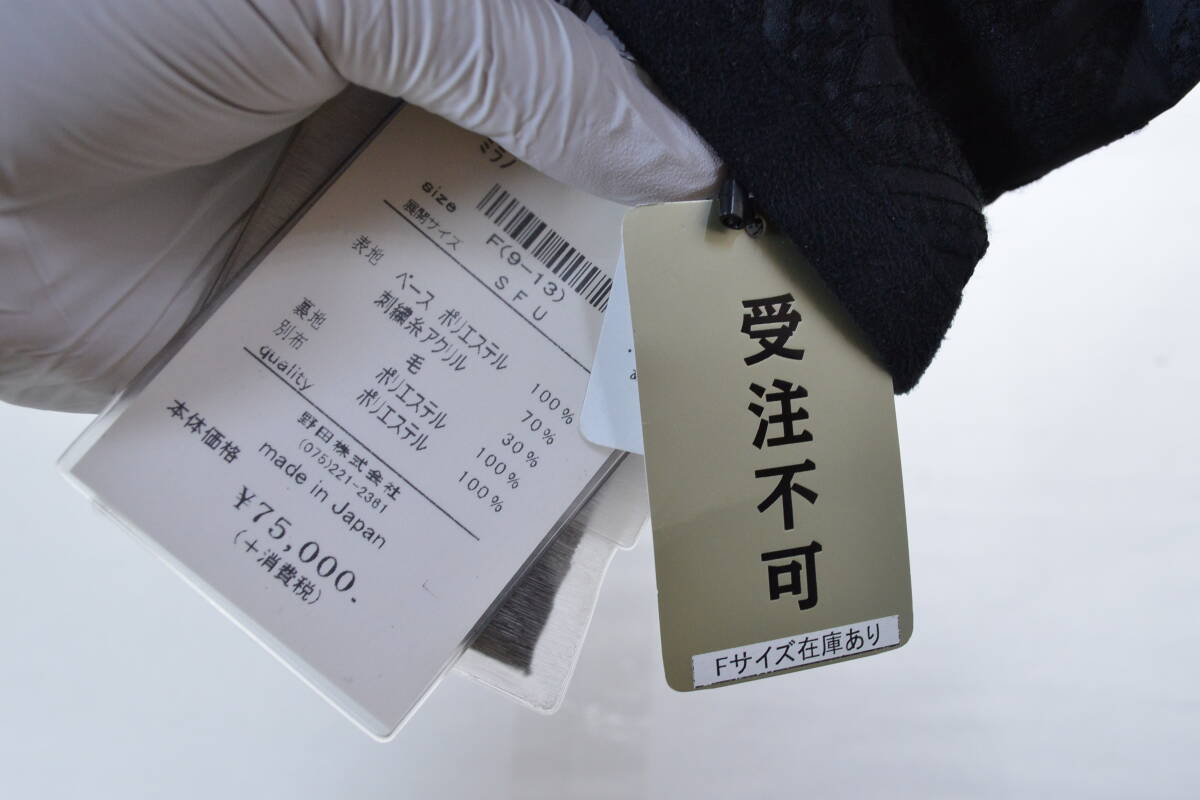 ミラノ
size F(9-13)
展開サイズ S F U
表地 ベース ポリエステル 100%
刺繍糸アクリル 70%
毛 30%
裏地 ポリエステル 100%
別布 ポリエステル 100%
quality
野田株式会社
(075)221-2361
made in Japan
本体価格
¥75,000.
(+消費税)
受注不可
Fサイズ在庫あり